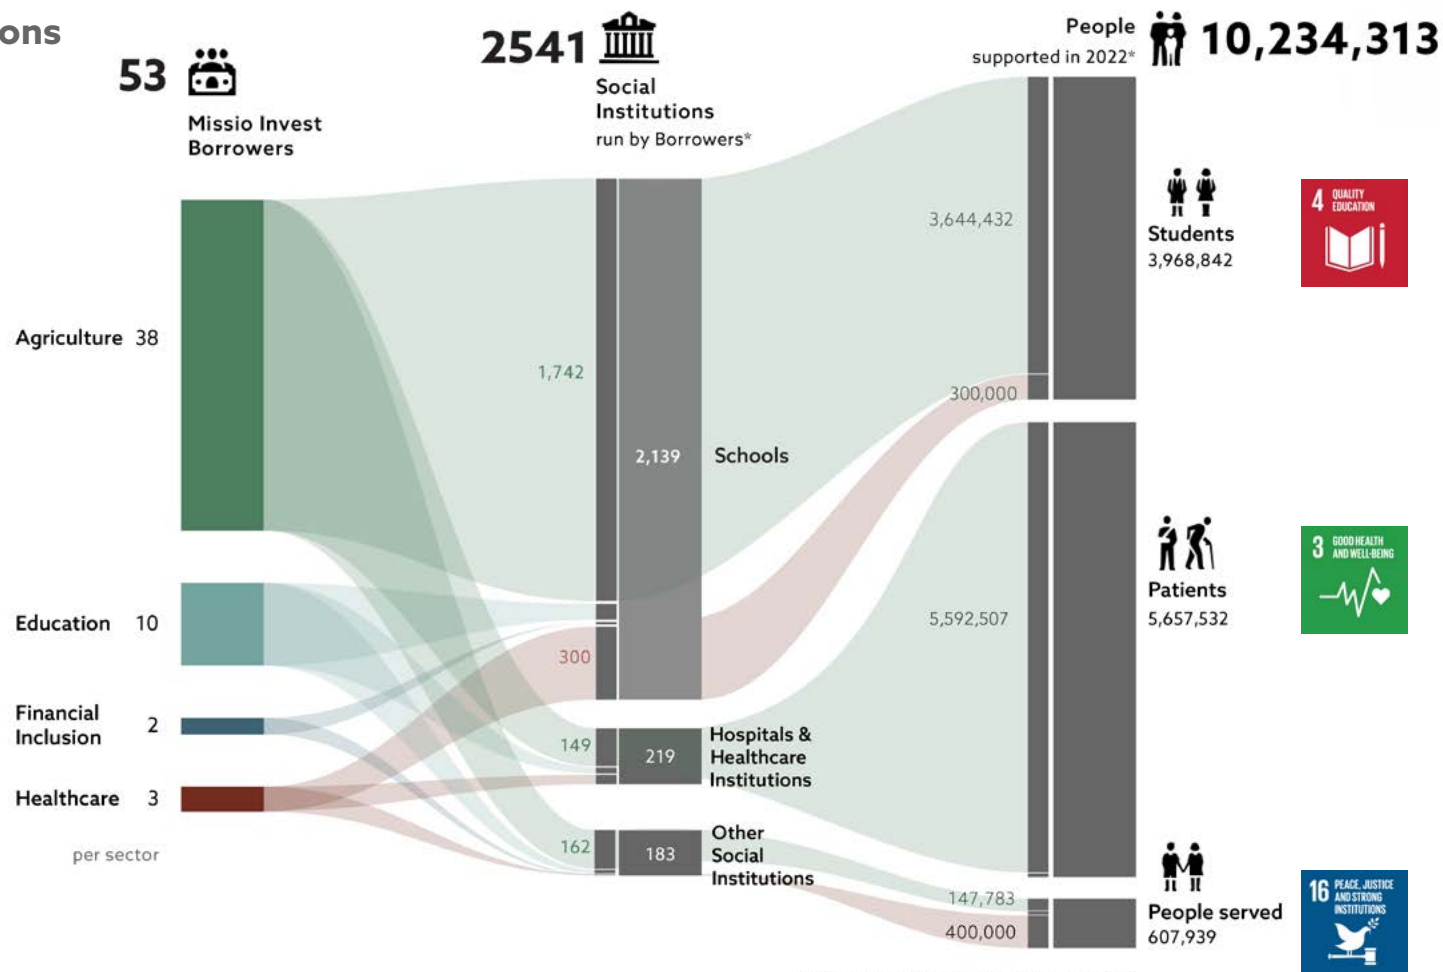 ons
53
Missio Invest
Borrowers
2541
Social
Institutions
run by Borrowers*
People
supported in 2022*
10,234,313
Agriculture 38
Education 10
Financial
Inclusion
2
Healthcare 3
per sector
1,742
300
149
162
2,139
Schools
219
Hospitals &
Healthcare
Institutions
183
Other
Social
Institutions
3,644,432
300,000
5,592,507
147,783
400,000
Students
3,968,842
Patients
5,657,532
People served
607,939
4 QUALITY
EDUCATION
3 GOOD HEALTH
AND WELL-BEING
16 PEACE, JUSTICE
AND STRONG
INSTITUTIONS